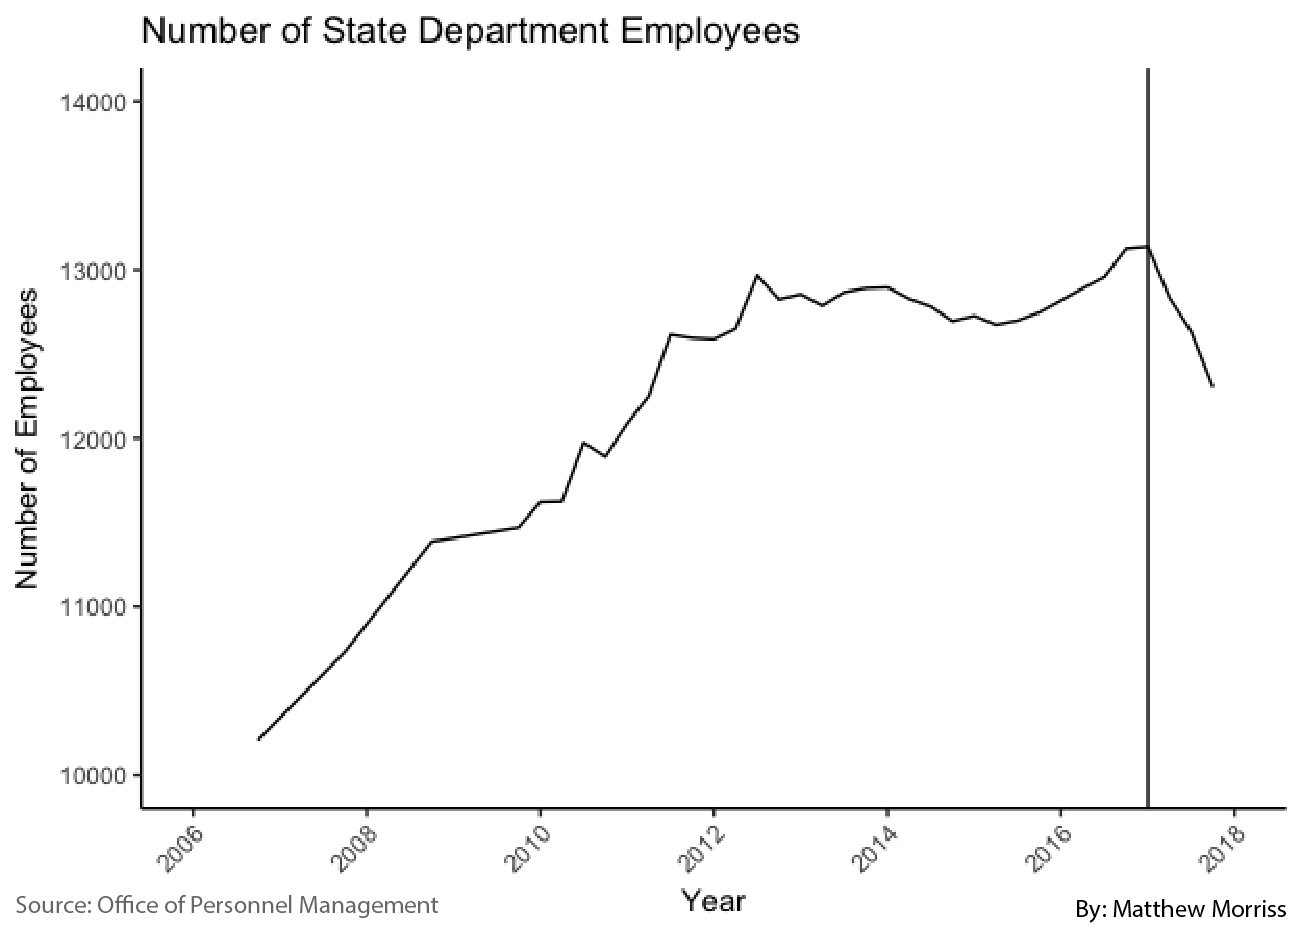 Number of State Department Employees
14000
13000
12000
11000
10000
Number of Employees
2006
2008
2010
2012
2014
2016
2018
Year
Source: Office of Personnel Management
By: Matthew Morriss